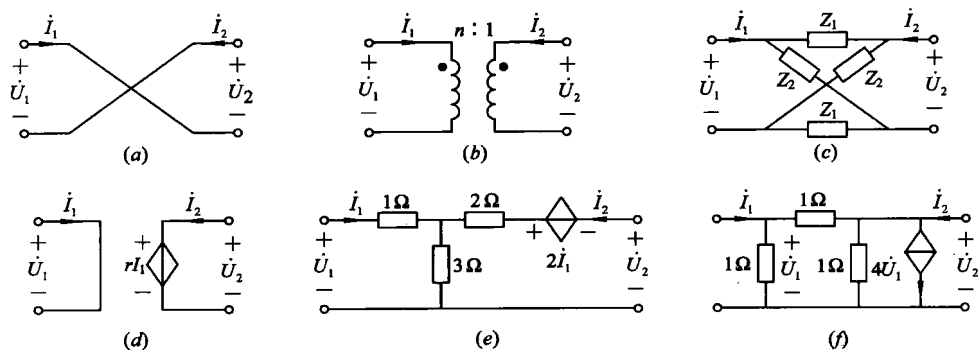 İ₁ İ₂
+ +
U̇₁ U̇2
− −
(a)
İ₁ n : 1 İ₂
+ +
U̇₁ U̇₂
− −
(b)
İ₁ Z₁ İ₂
+ Z₂ Z₂ +
U̇₁ U̇₂
− Z₁ −
(c)
İ₁ İ₂
+ + +
U̇₁ rI₁ U̇₂
− − −
(d)
İ₁ 1Ω 2Ω İ₂
+ + − +
U̇₁ 3Ω 2İ₁ U̇₂
− −
(e)
İ₁ 1Ω İ₂
+ +
1Ω U̇₁ 1Ω 4U̇₁ U̇₂
− −
(f)